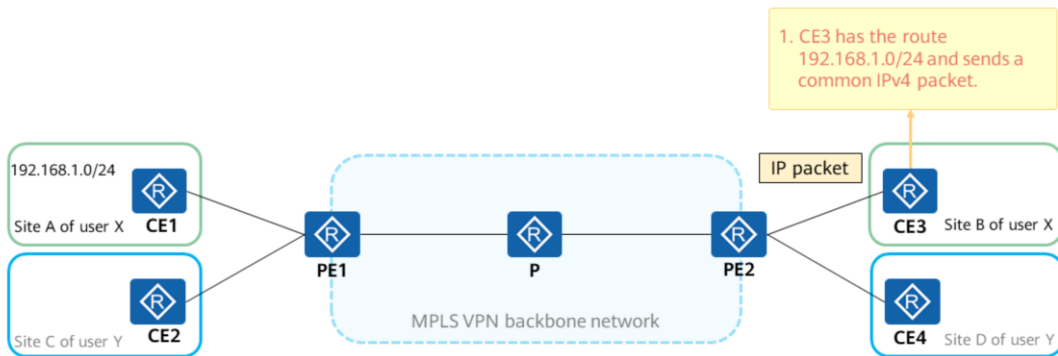 1. CE3 has the route
192.168.1.0/24 and sends a
common IPv4 packet.
192.168.1.0/24
IP packet
R
R
Site A of user X
CE1
CE3
Site B of user X
R
R
R
PE1
P
PE2
R
R
Site C of user Y
CE2
MPLS VPN backbone network
CE4
Site D of user Y